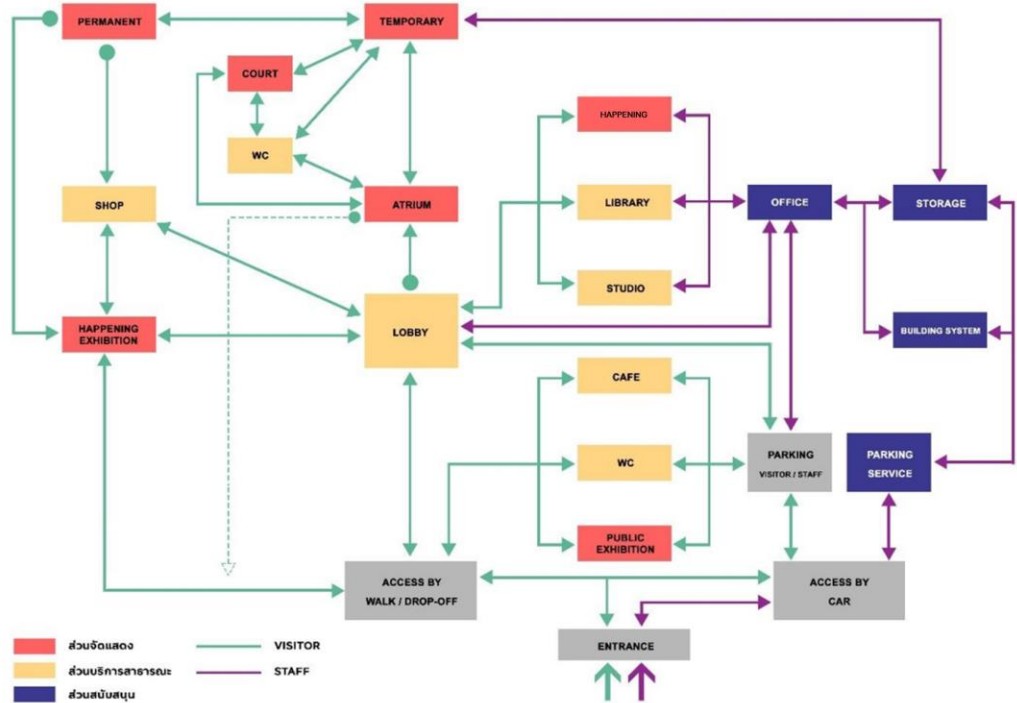 PERMANENT
TEMPORARY
COURT
HAPPENING
WC
SHOP
ATRIUM
LIBRARY
OFFICE
STORAGE
STUDIO
HAPPENING
EXHIBITION
LOBBY
BUILDING SYSTEM
CAFE
WC
PARKING
VISITOR / STAFF
PARKING
SERVICE
PUBLIC
EXHIBITION
ACCESS BY
WALK / DROP-OFF
ACCESS BY
CAR
ENTRANCE
ส่วนจัดแสดง
VISITOR
ส่วนบริการสาธารณะ
STAFF
ส่วนสนับสนุน